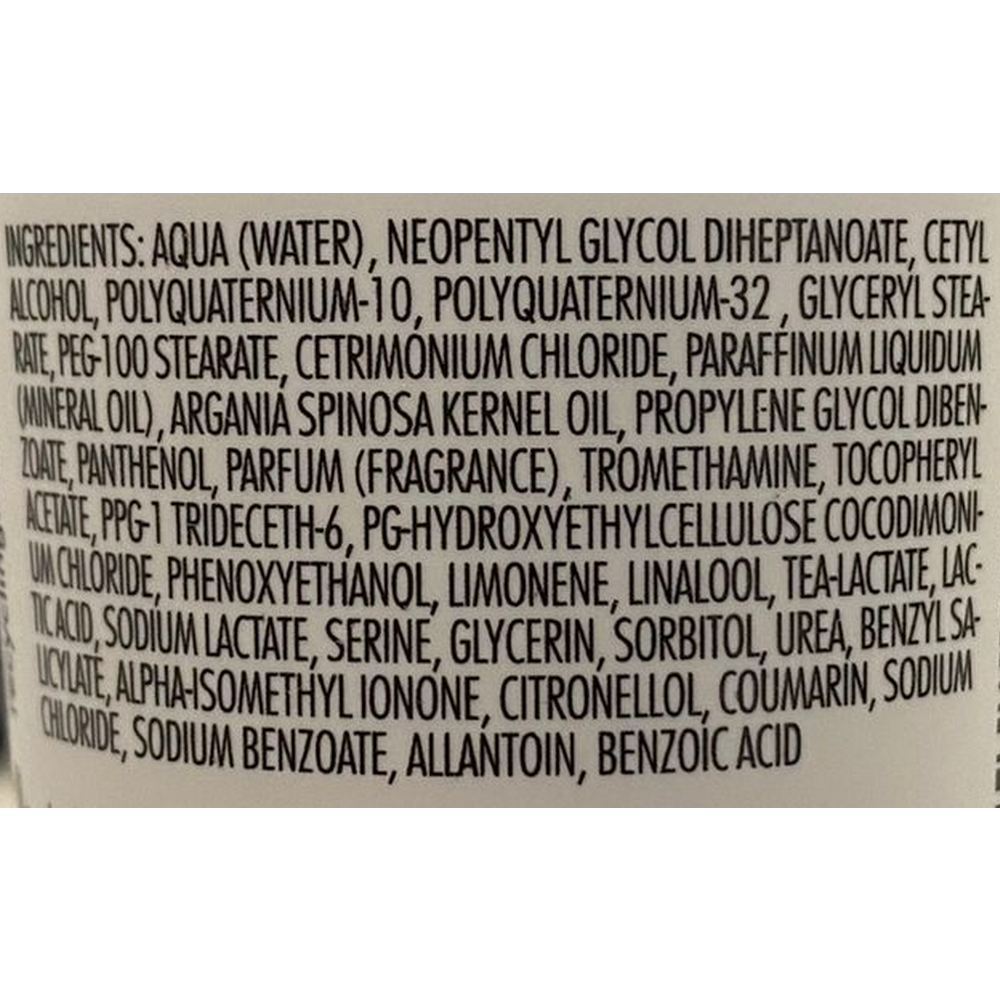 INGREDIENTS: AQUA (WATER), NEOPENTYL GLYCOL DIHEPTANOATE, CETYL
ALCOHOL, POLYQUATERNIUM-10, POLYQUATERNIUM-32 , GLYCERYL STEA-
RATE, PEG-100 STEARATE, CETRIMONIUM CHLORIDE, PARAFFINUM LIQUIDUM
(MINERAL OIL), ARGANIA SPINOSA KERNEL OIL, PROPYLENE GLYCOL DIBEN-
ZOATE, PANTHENOL, PARFUM (FRAGRANCE), TROMETHAMINE, TOCOPHERYL
ACETATE, PPG-1 TRIDECETH-6, PG-HYDROXYETHYLCELLULOSE COCODIMONI-
UM CHLORIDE, PHENOXYETHANOL, LIMONENE, LINALOOL, TEA-LACTATE, LAC-
TIC ACID, SODIUM LACTATE, SERINE, GLYCERIN, SORBITOL, UREA, BENZYL SA-
LICYLATE, ALPHA-ISOMETHYL IONONE, CITRONELLOL, COUMARIN, SODIUM
CHLORIDE, SODIUM BENZOATE, ALLANTOIN, BENZOIC ACID